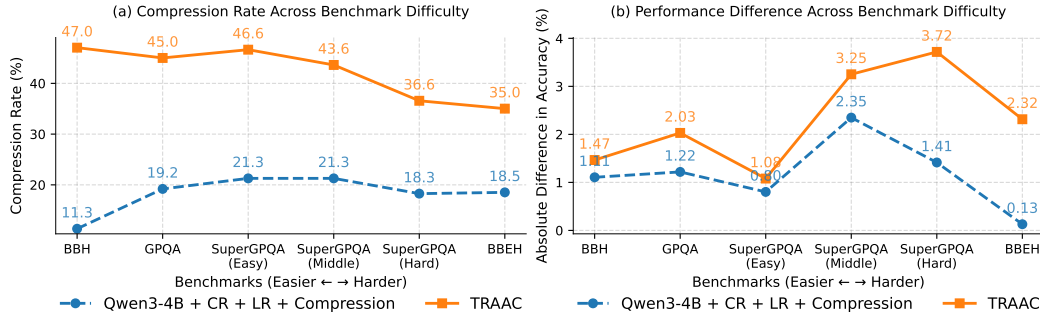 (a) Compression Rate Across Benchmark Difficulty
Compression Rate (%)
40
30
20
47.0
45.0
46.6
43.6
36.6
35.0
11.3
19.2
21.3
21.3
18.3
18.5
BBH
GPQA
SuperGPQA
(Easy)
SuperGPQA
(Middle)
SuperGPQA
(Hard)
BBEH
Benchmarks (Easier ← → Harder)
Qwen3-4B + CR + LR + Compression
TRAAC
(b) Performance Difference Across Benchmark Difficulty
Absolute Difference in Accuracy (%)
4
3
2
1
0
1.47
2.03
1.08
3.25
3.72
2.32
1.11
1.22
0.80
2.35
1.41
0.13
BBH
GPQA
SuperGPQA
(Easy)
SuperGPQA
(Middle)
SuperGPQA
(Hard)
BBEH
Benchmarks (Easier ← → Harder)
Qwen3-4B + CR + LR + Compression
TRAAC